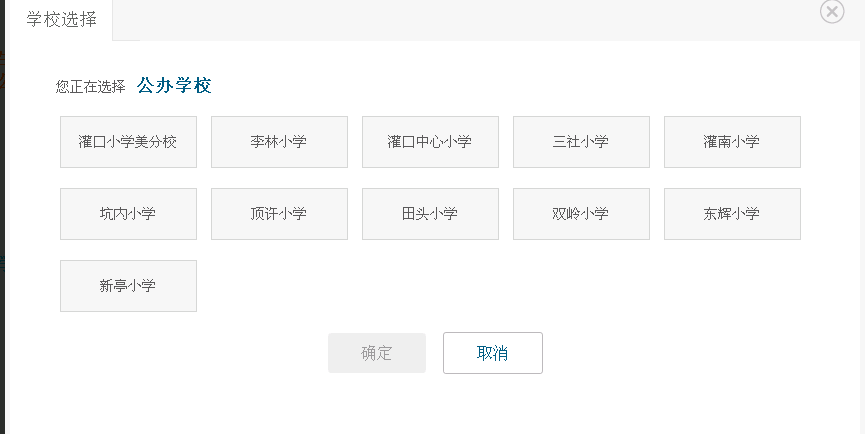 学校选择
您正在选择 公办学校
灌口小学美分校 李林小学 灌口中心小学 三社小学 灌南小学
坑内小学 顶许小学 田头小学 双岭小学 东辉小学
新亭小学
确定 取消